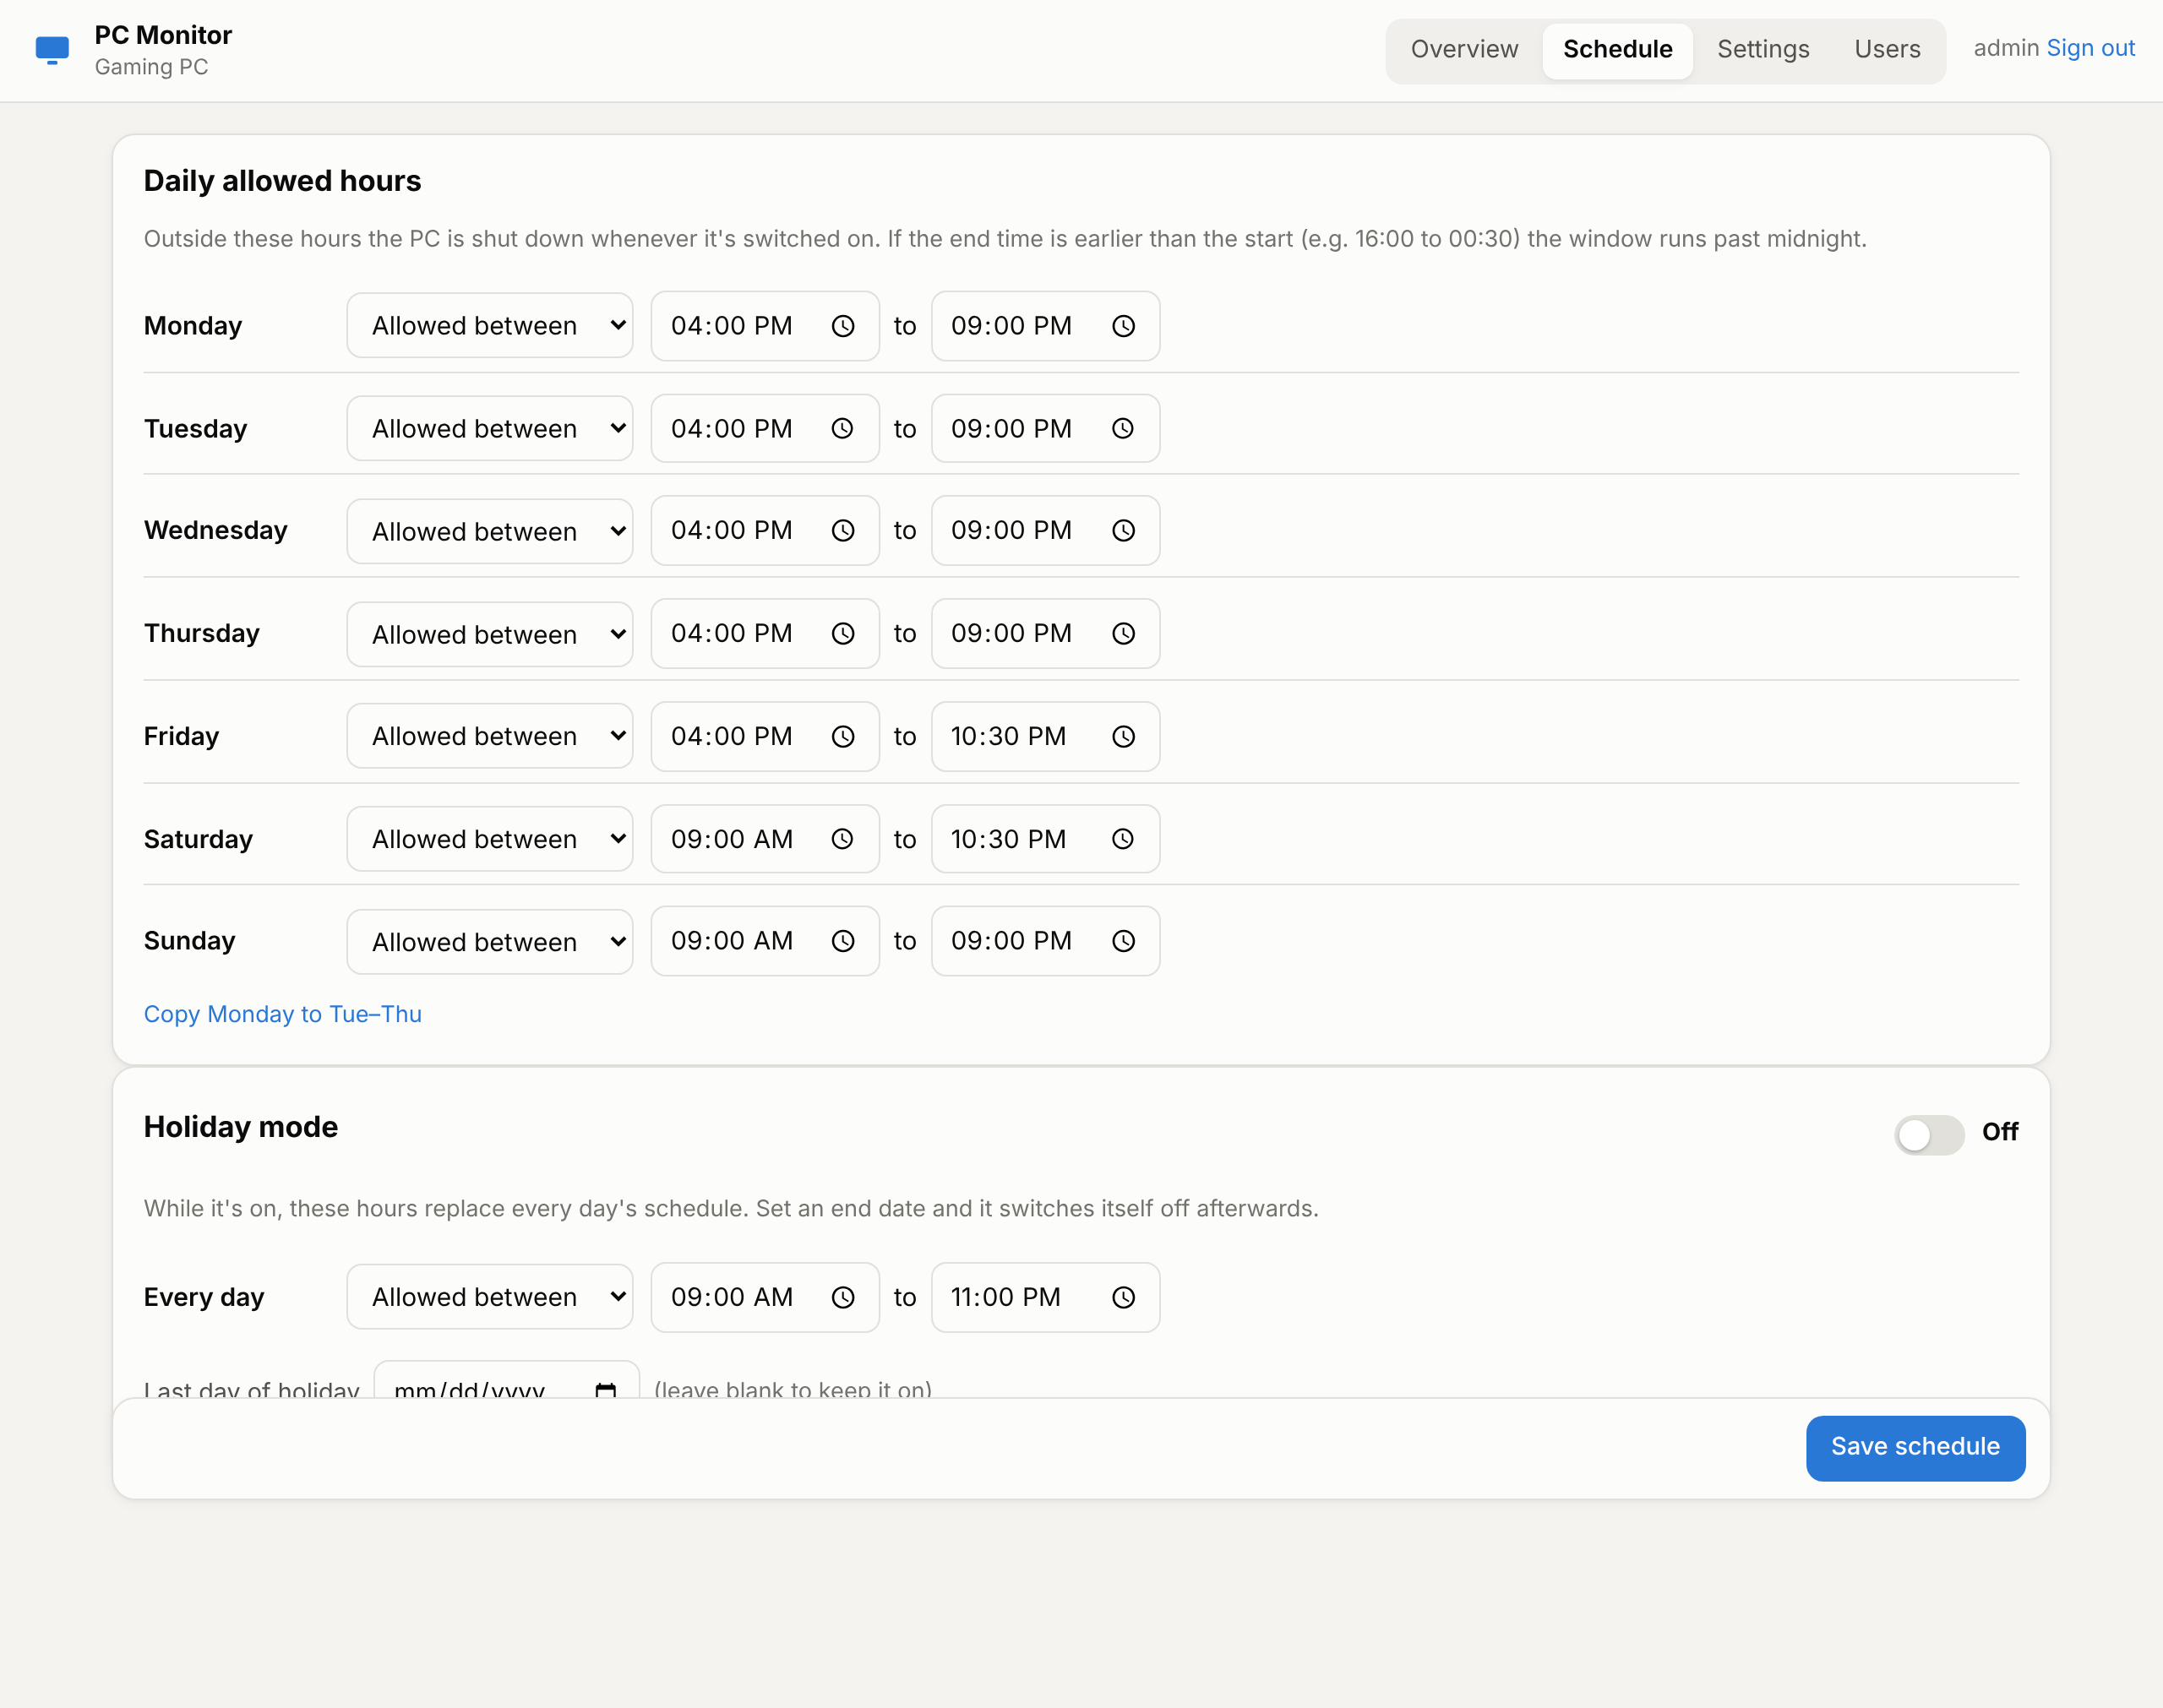 PC Monitor
Gaming PC
Overview Schedule Settings Users admin Sign out
Daily allowed hours
Outside these hours the PC is shut down whenever it's switched on. If the end time is earlier than the start (e.g. 16:00 to 00:30) the window runs past midnight.
Monday Allowed between 04:00 PM to 09:00 PM
Tuesday Allowed between 04:00 PM to 09:00 PM
Wednesday Allowed between 04:00 PM to 09:00 PM
Thursday Allowed between 04:00 PM to 09:00 PM
Friday Allowed between 04:00 PM to 10:30 PM
Saturday Allowed between 09:00 AM to 10:30 PM
Sunday Allowed between 09:00 AM to 09:00 PM
Copy Monday to Tue–Thu
Holiday mode Off
While it's on, these hours replace every day's schedule. Set an end date and it switches itself off afterwards.
Every day Allowed between 09:00 AM to 11:00 PM
Last day of holiday mm/dd/yyyy (leave blank to keep it on)
Save schedule